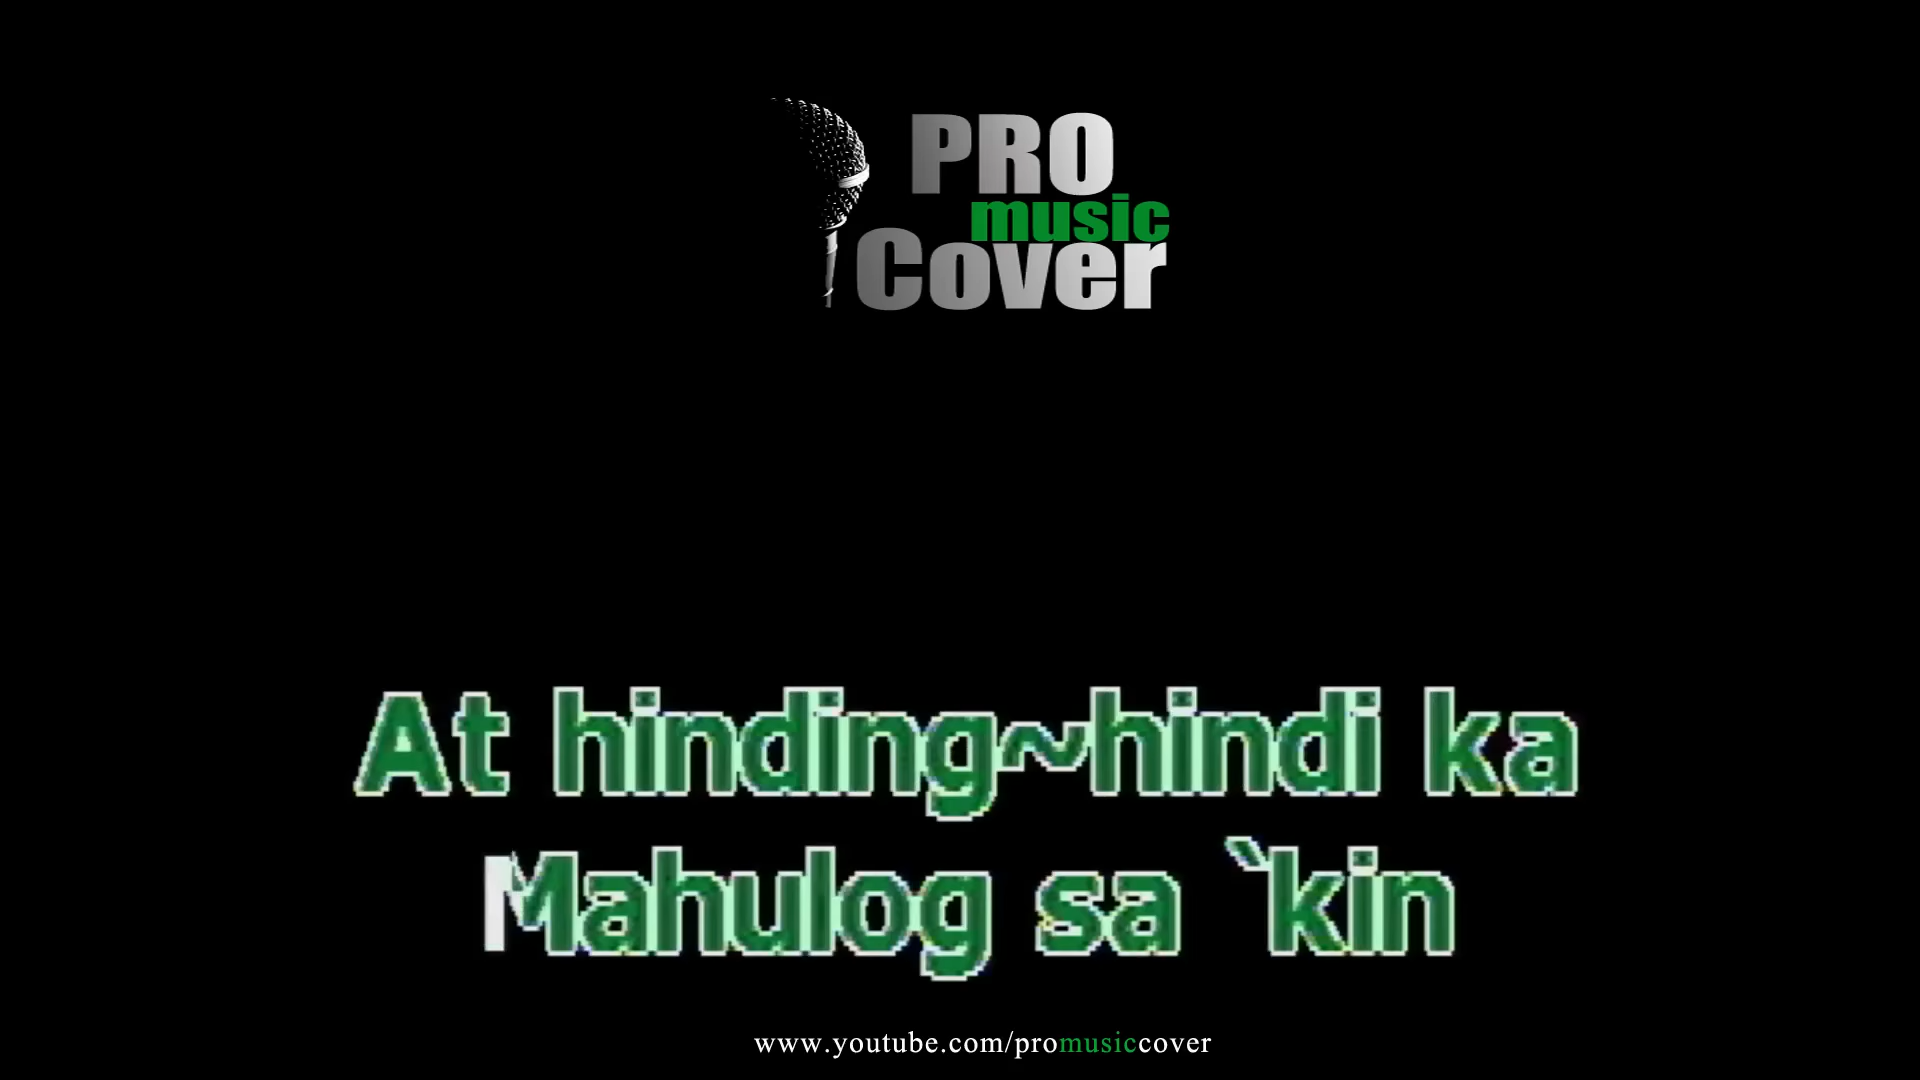 PRO
music
Cover
At hinding~hindi ka
Mahulog sa `kin
www.youtube.com/promusiccover